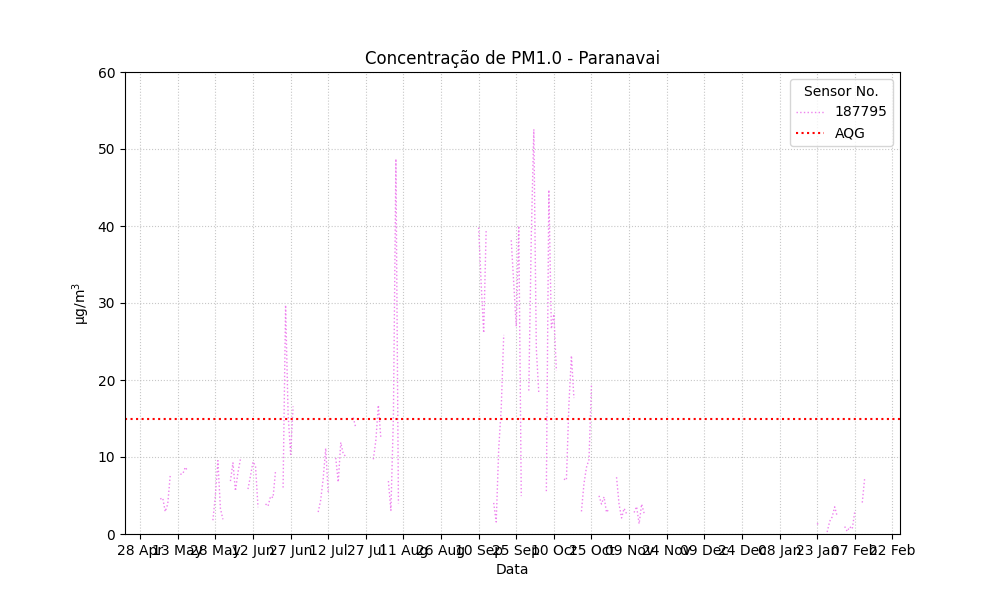 Concentração de PM1.0 - Paranavai
Sensor No.
187795
AQG
60
50
40
30
20
10
0
µg/m³
28 Apr 13 May 28 May 12 Jun 27 Jun 12 Jul 27 Jul 11 Aug 26 Aug 10 Sep 25 Sep 10 Oct 25 Oct 09 Nov 24 Nov 09 Dec 24 Dec 08 Jan 23 Jan 07 Feb 22 Feb
Data